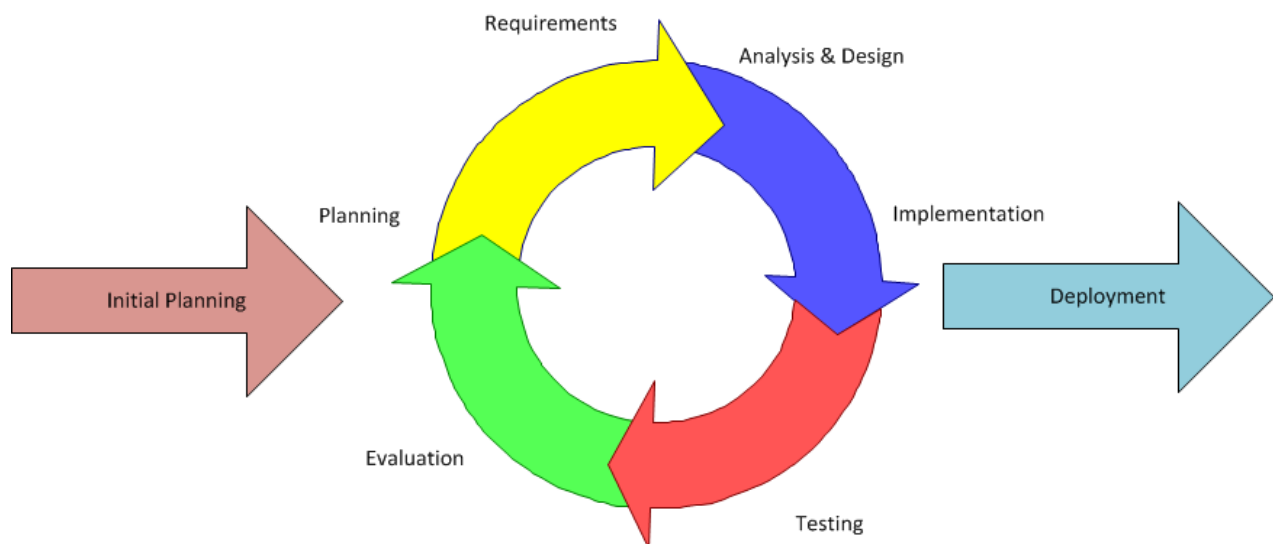 Requirements
Analysis & Design
Planning
Implementation
Initial Planning
Deployment
Evaluation
Testing